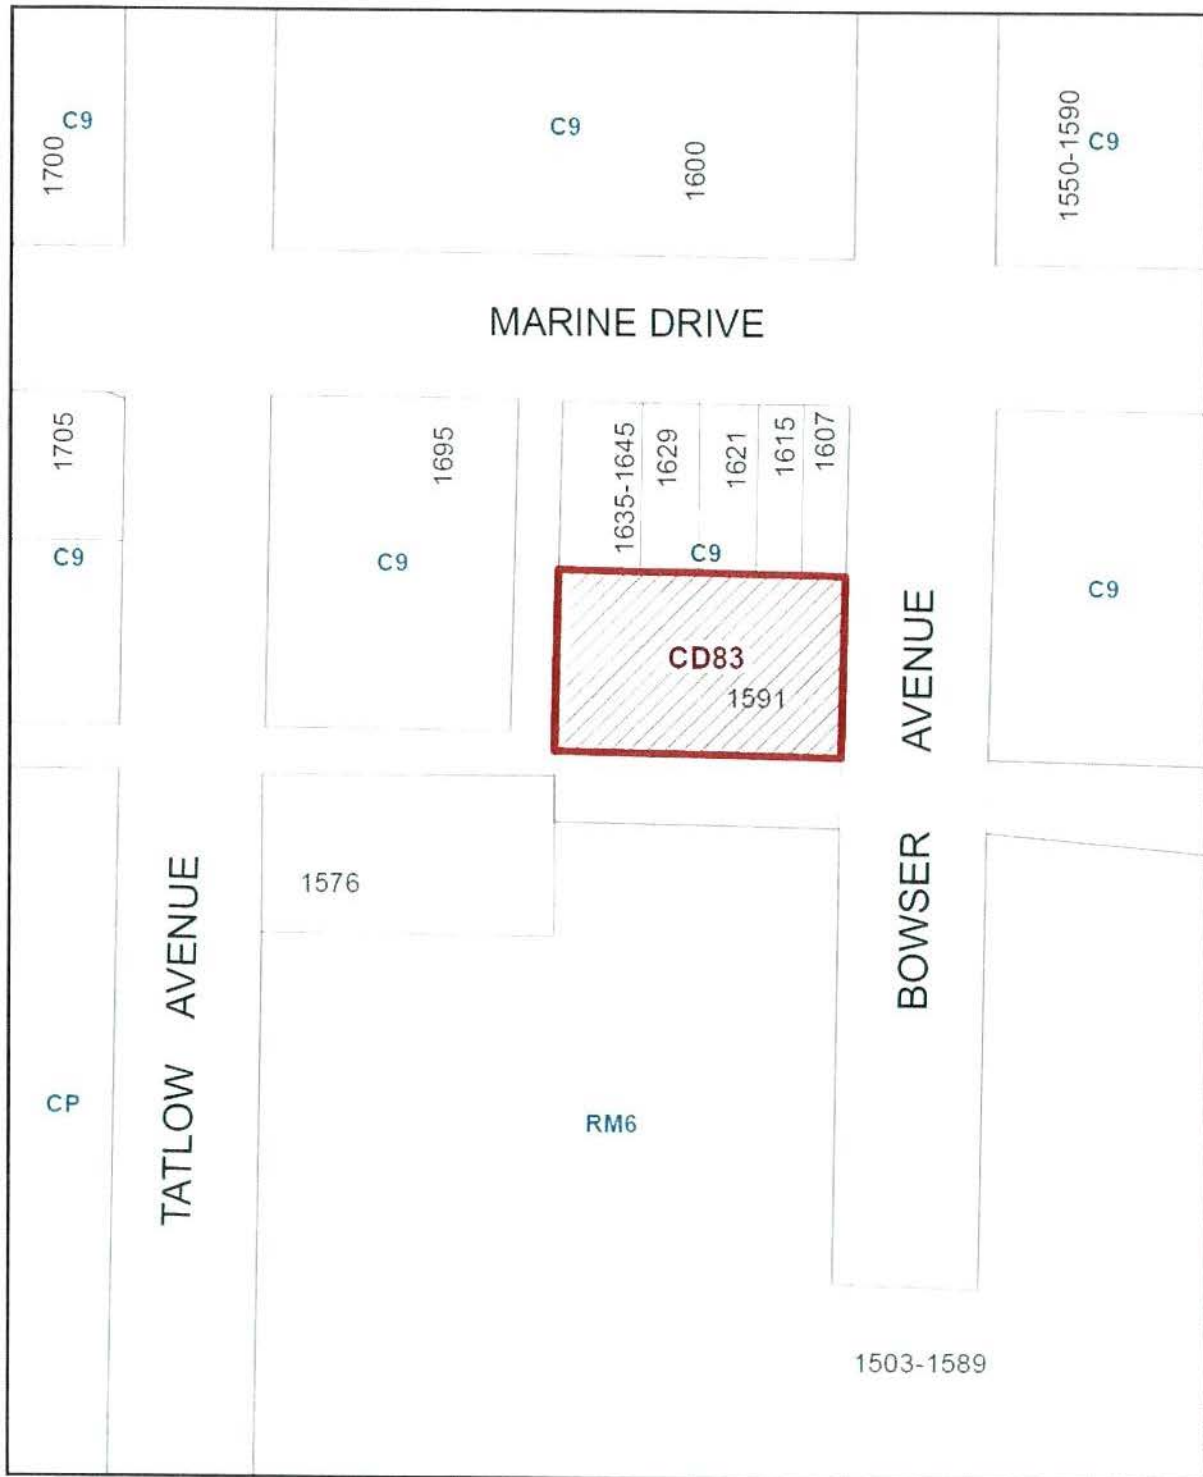 C9
1700
C9
1600
1550-1590
C9
MARINE DRIVE
1705
1695
1635-1645
1629
1621
1615
1607
C9
C9
C9
C9
CD83
1591
BOWSER AVENUE
1576
TATLOW AVENUE
CP
RM6
1503-1589